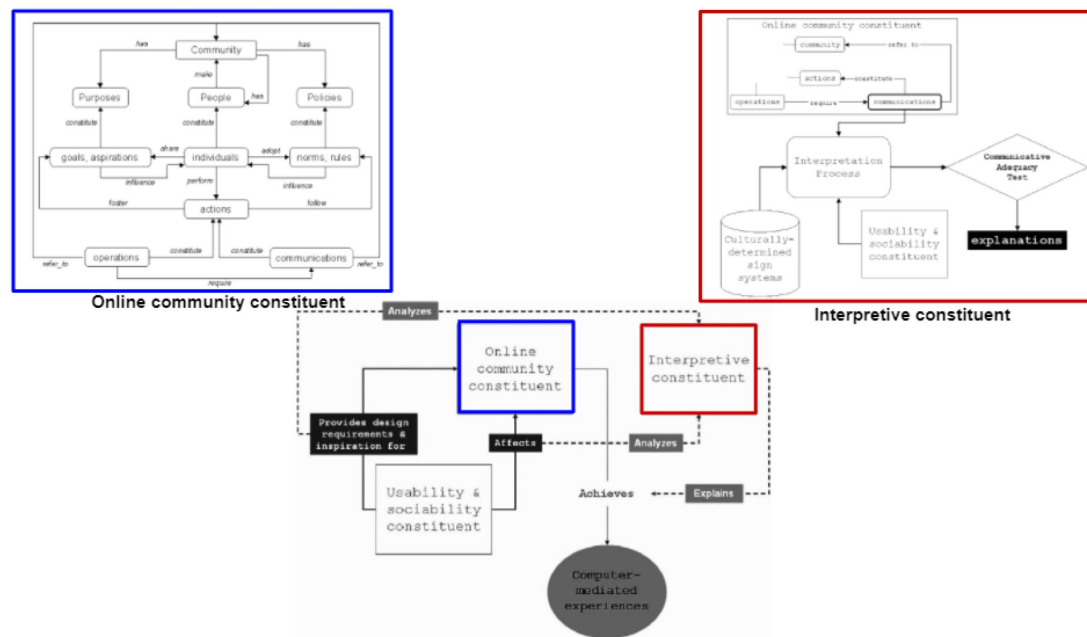 has
Community
has
make
Purposes
People
has
Policies
constitute
constitute
constitute
goals, aspirations
share
individuals
adopt
norms, rules
influence
perform
influence
foster
actions
follow
refer_to
operations
constitute
constitute
communications
refer_to
require
Online community constituent
Online community constituent
community
refer to
actions
constitute
operations
require
communications
Interpretation
Process
Communicative
Adequacy
Test
Culturally-
determined
sign
systems
Usability &
sociability
constituent
explanations
Interpretive constituent
Analyzes
Online
community
constituent
Interpretive
constituent
Provides design
requirements &
inspiration for
Affects
Analyzes
Usability &
sociability
constituent
Achieves
Explains
Computer-
mediated
experiences